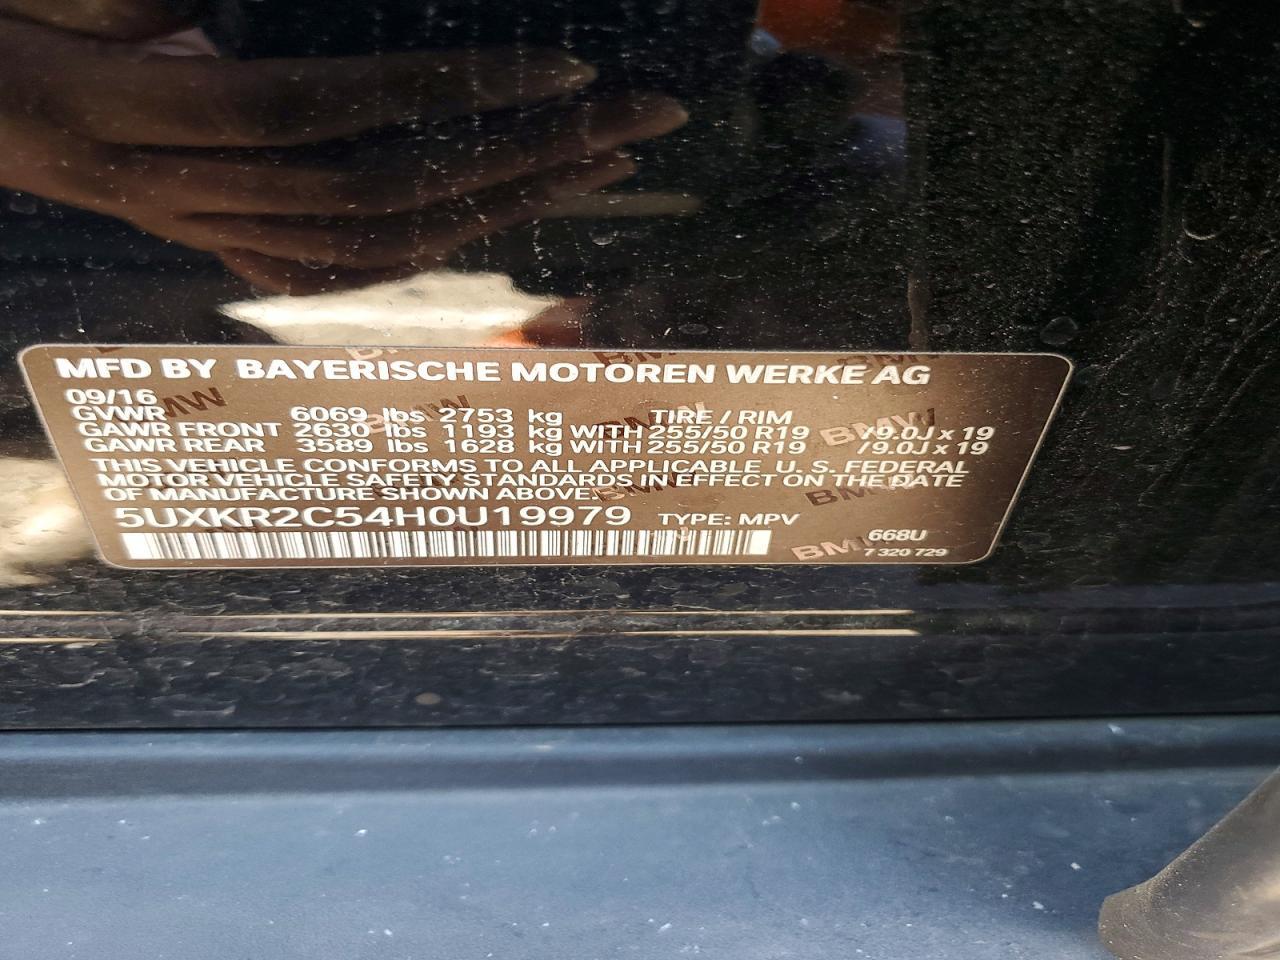 MFD BY BAYERISCHE MOTOREN WERKE AG
09/16
GVWR 6069 lbs 2753 kg TIRE / RIM
GAWR FRONT 2630 lbs 1193 kg WITH 255/50 R19 /9.0J x 19
GAWR REAR 3589 lbs 1628 kg WITH 255/50 R19 /9.0J x 19
THIS VEHICLE CONFORMS TO ALL APPLICABLE U. S. FEDERAL
MOTOR VEHICLE SAFETY STANDARDS IN EFFECT ON THE DATE
OF MANUFACTURE SHOWN ABOVE.
5UXKR2C54H0U19979 TYPE: MPV
668U
7 320 729